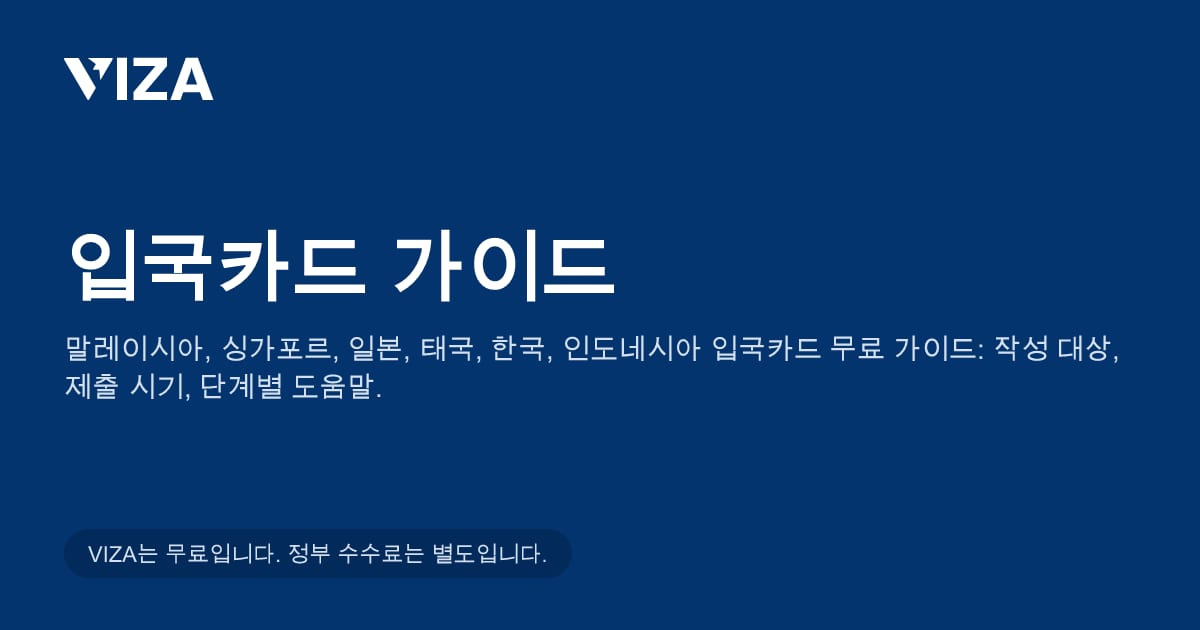 VIZA
입국카드 가이드
말레이시아, 싱가포르, 일본, 태국, 한국, 인도네시아 입국카드 무료 가이드: 작성 대상,
제출 시기, 단계별 도움말.
VIZA는 무료입니다. 정부 수수료는 별도입니다.